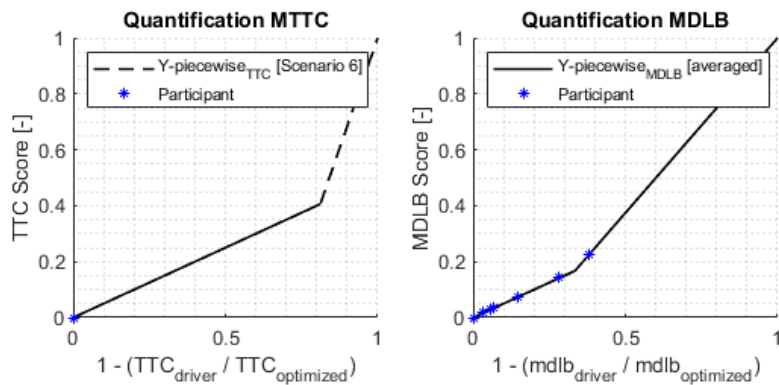 Quantification MTTC
1
0.8
0.6
0.4
0.2
0
TTC Score [-]
Y-piecewise_TTC [Scenario 6]
Participant
0 0.5 1
1 - (TTC_driver / TTC_optimized)
Quantification MDLB
1
0.8
0.6
0.4
0.2
0
MDLB Score [-]
Y-piecewise_MDLB [averaged]
Participant
0 0.5 1
1 - (mdlb_driver / mdlb_optimized)